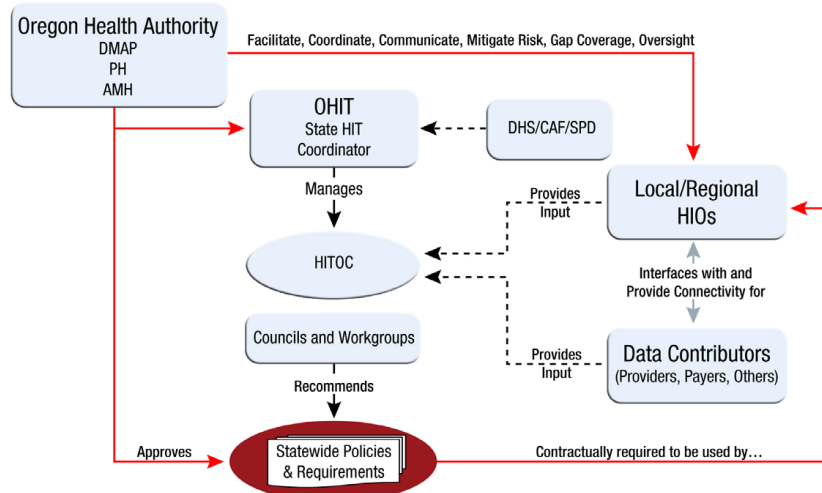 Oregon Health Authority
DMAP
PH
AMH
Facilitate, Coordinate, Communicate, Mitigate Risk, Gap Coverage, Oversight
OHIT
State HIT
Coordinator
DHS/CAF/SPD
Manages
Provides
Input
Local/Regional
HIOs
HITOC
Interfaces with and
Provide Connectivity for
Councils and Workgroups
Provides
Input
Data Contributors
(Providers, Payers, Others)
Recommends
Approves
Statewide Policies
& Requirements
Contractually required to be used by…